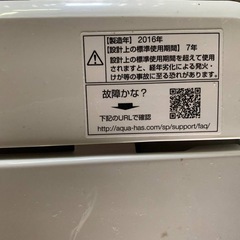 【製造年】2016年
【設計上の標準使用期間】7年
設計上の標準使用期間を超えて使用
されますと、経年劣化による発火・
けが等の事故に至る恐れがあります。
故障かな?
下記のURLで確認
http://aqua-has.com/sp/support/faq/